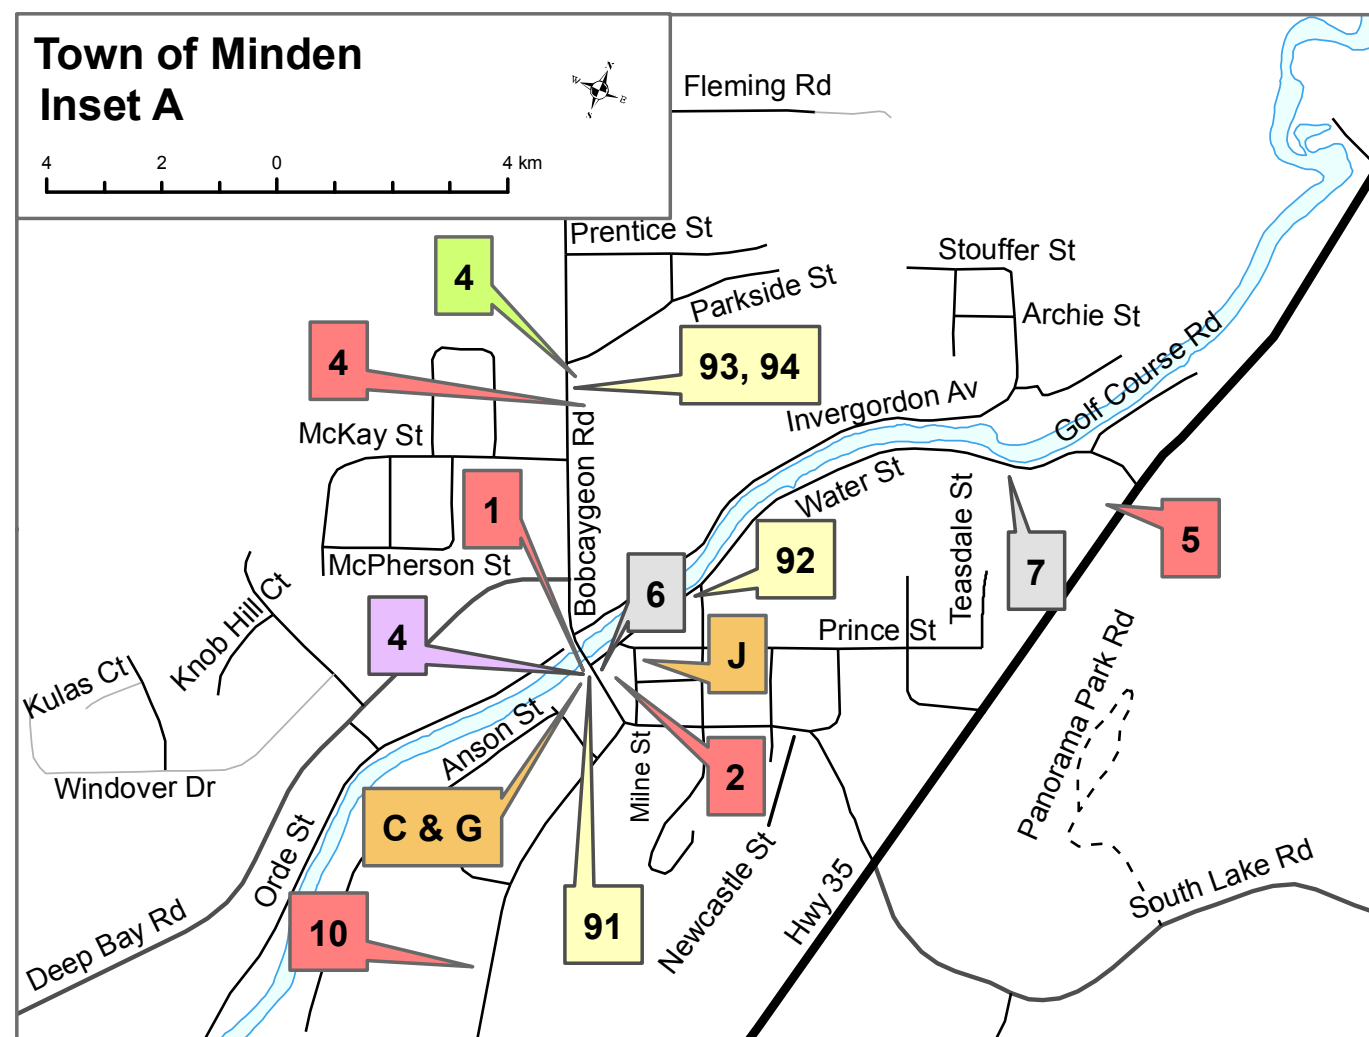 Town of Minden
Inset A
N
W
E
4 2 0 4 km
Fleming Rd
Prentice St
Stouffer St
4
Parkside St
Archie St
4
93, 94
Invergordon Av
Golf Course Rd
McKay St
Bobcaygeon Rd
Water St
1
Teasdale St
5
92
McPherson St
6
7
Knob Hill Ct
4
Prince St
J
Panorama Park Rd
Kulas Ct
Anson St
Milne St
2
Windover Dr
C & G
Orde St
Newcastle St
Hwy 35
South Lake Rd
91
10
Deep Bay Rd